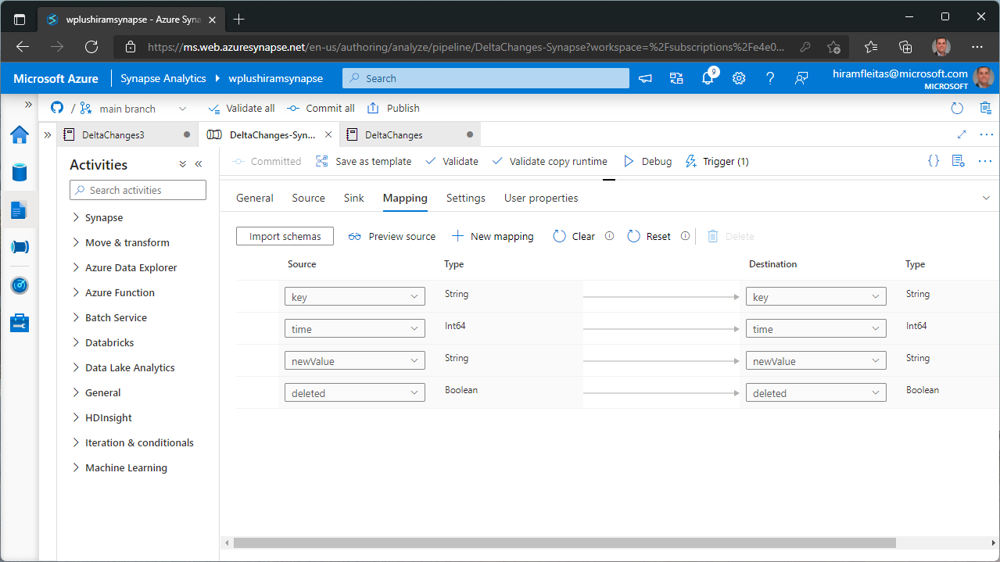 wplushiramsynapse - Azure Syna
https://ms.web.azuresynapse.net/en-us/authoring/analyze/pipeline/DeltaChanges-Synapse?workspace=%2Fsubscriptions%2Fe4e0...
Microsoft Azure Synapse Analytics wplushiramsynapse Search 9 hiramfleitas@microsoft.com
MICROSOFT
/ main branch Validate all Commit all Publish
DeltaChanges3 DeltaChanges-Syn... DeltaChanges
Activities
Search activities
Synapse
Move & transform
Azure Data Explorer
Azure Function
Batch Service
Databricks
Data Lake Analytics
General
HDInsight
Iteration & conditionals
Machine Learning
Committed Save as template Validate Validate copy runtime Debug Trigger (1) {}
General Source Sink Mapping Settings User properties
Import schemas Preview source New mapping Clear Reset Delete
Source Type Destination Type
key String key String
time Int64 time Int64
newValue String newValue String
deleted Boolean deleted Boolean